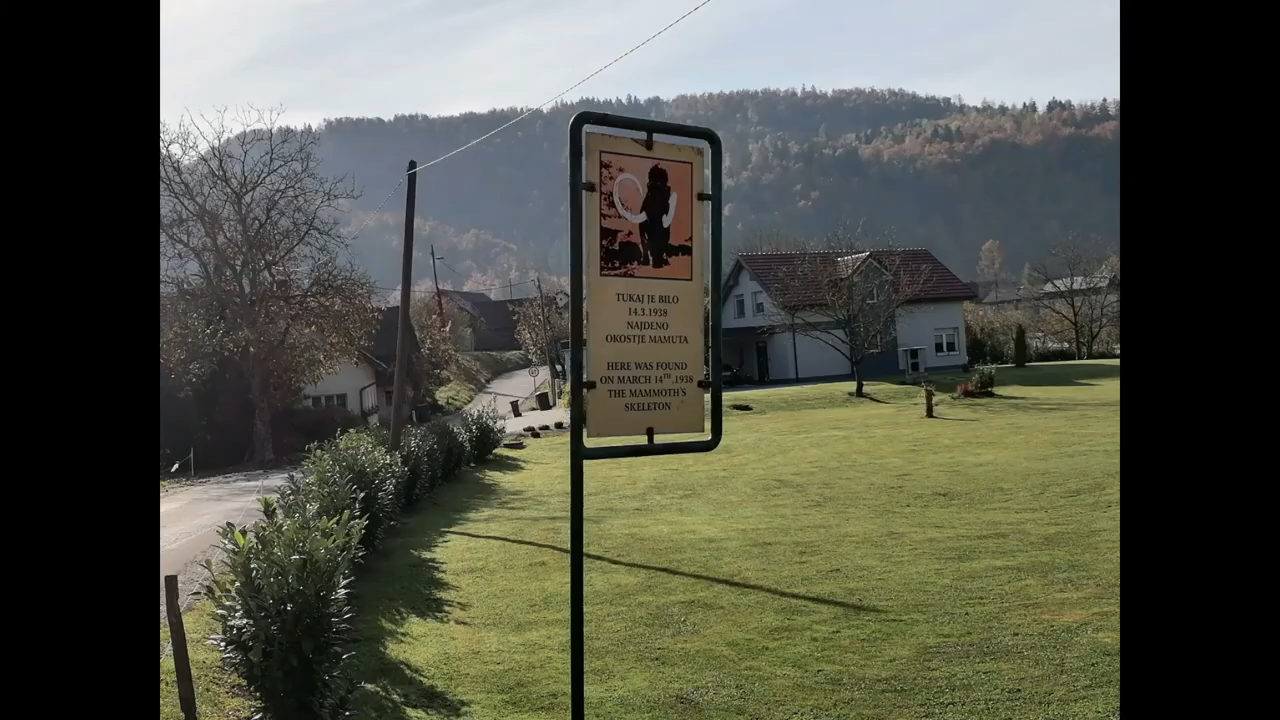 TUKAJ JE BILO
14.3.1938
NAJDENO
OKOSTJE MAMUTA
HERE WAS FOUND
ON MARCH 14TH,1938
THE MAMMOTH'S
SKELETON